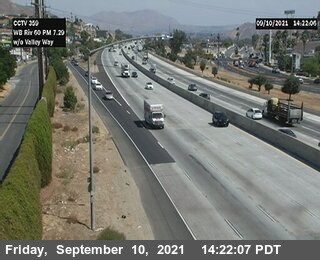 CCTV 359
WB Riv 60 PM 7.29
w/o Valley Way
09/10/2021
14:22:06
Friday, September 10, 2021 14:22:07 PDT